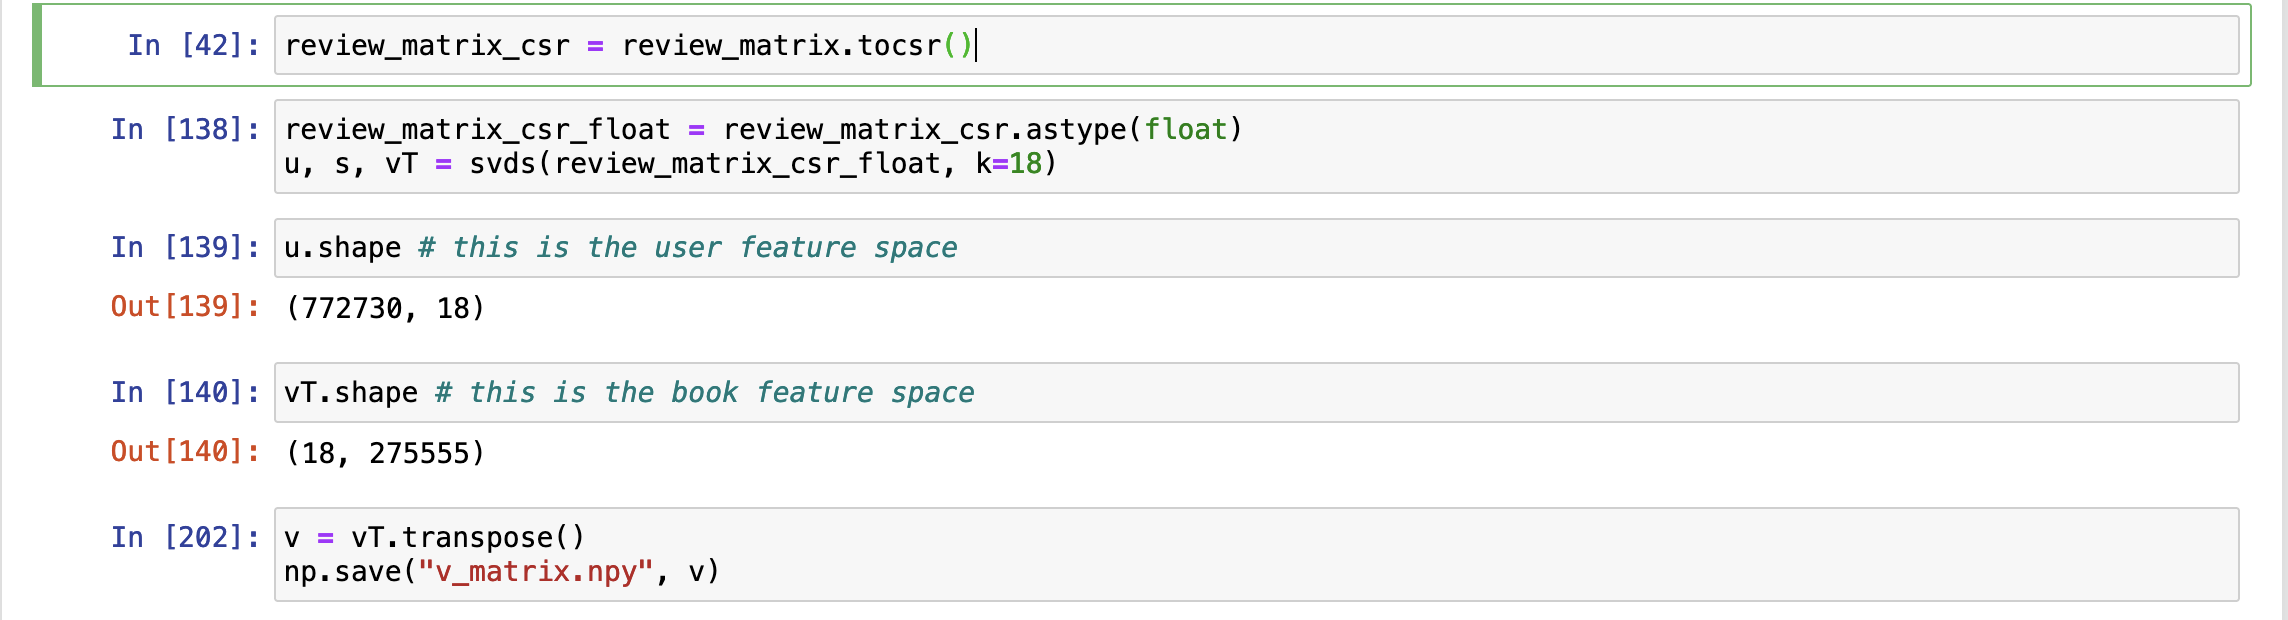 In [42]: review_matrix_csr = review_matrix.tocsr()
In [138]: review_matrix_csr_float = review_matrix_csr.astype(float)
u, s, vT = svds(review_matrix_csr_float, k=18)
In [139]: u.shape # this is the user feature space
Out[139]: (772730, 18)
In [140]: vT.shape # this is the book feature space
Out[140]: (18, 275555)
In [202]: v = vT.transpose()
np.save("v_matrix.npy", v)